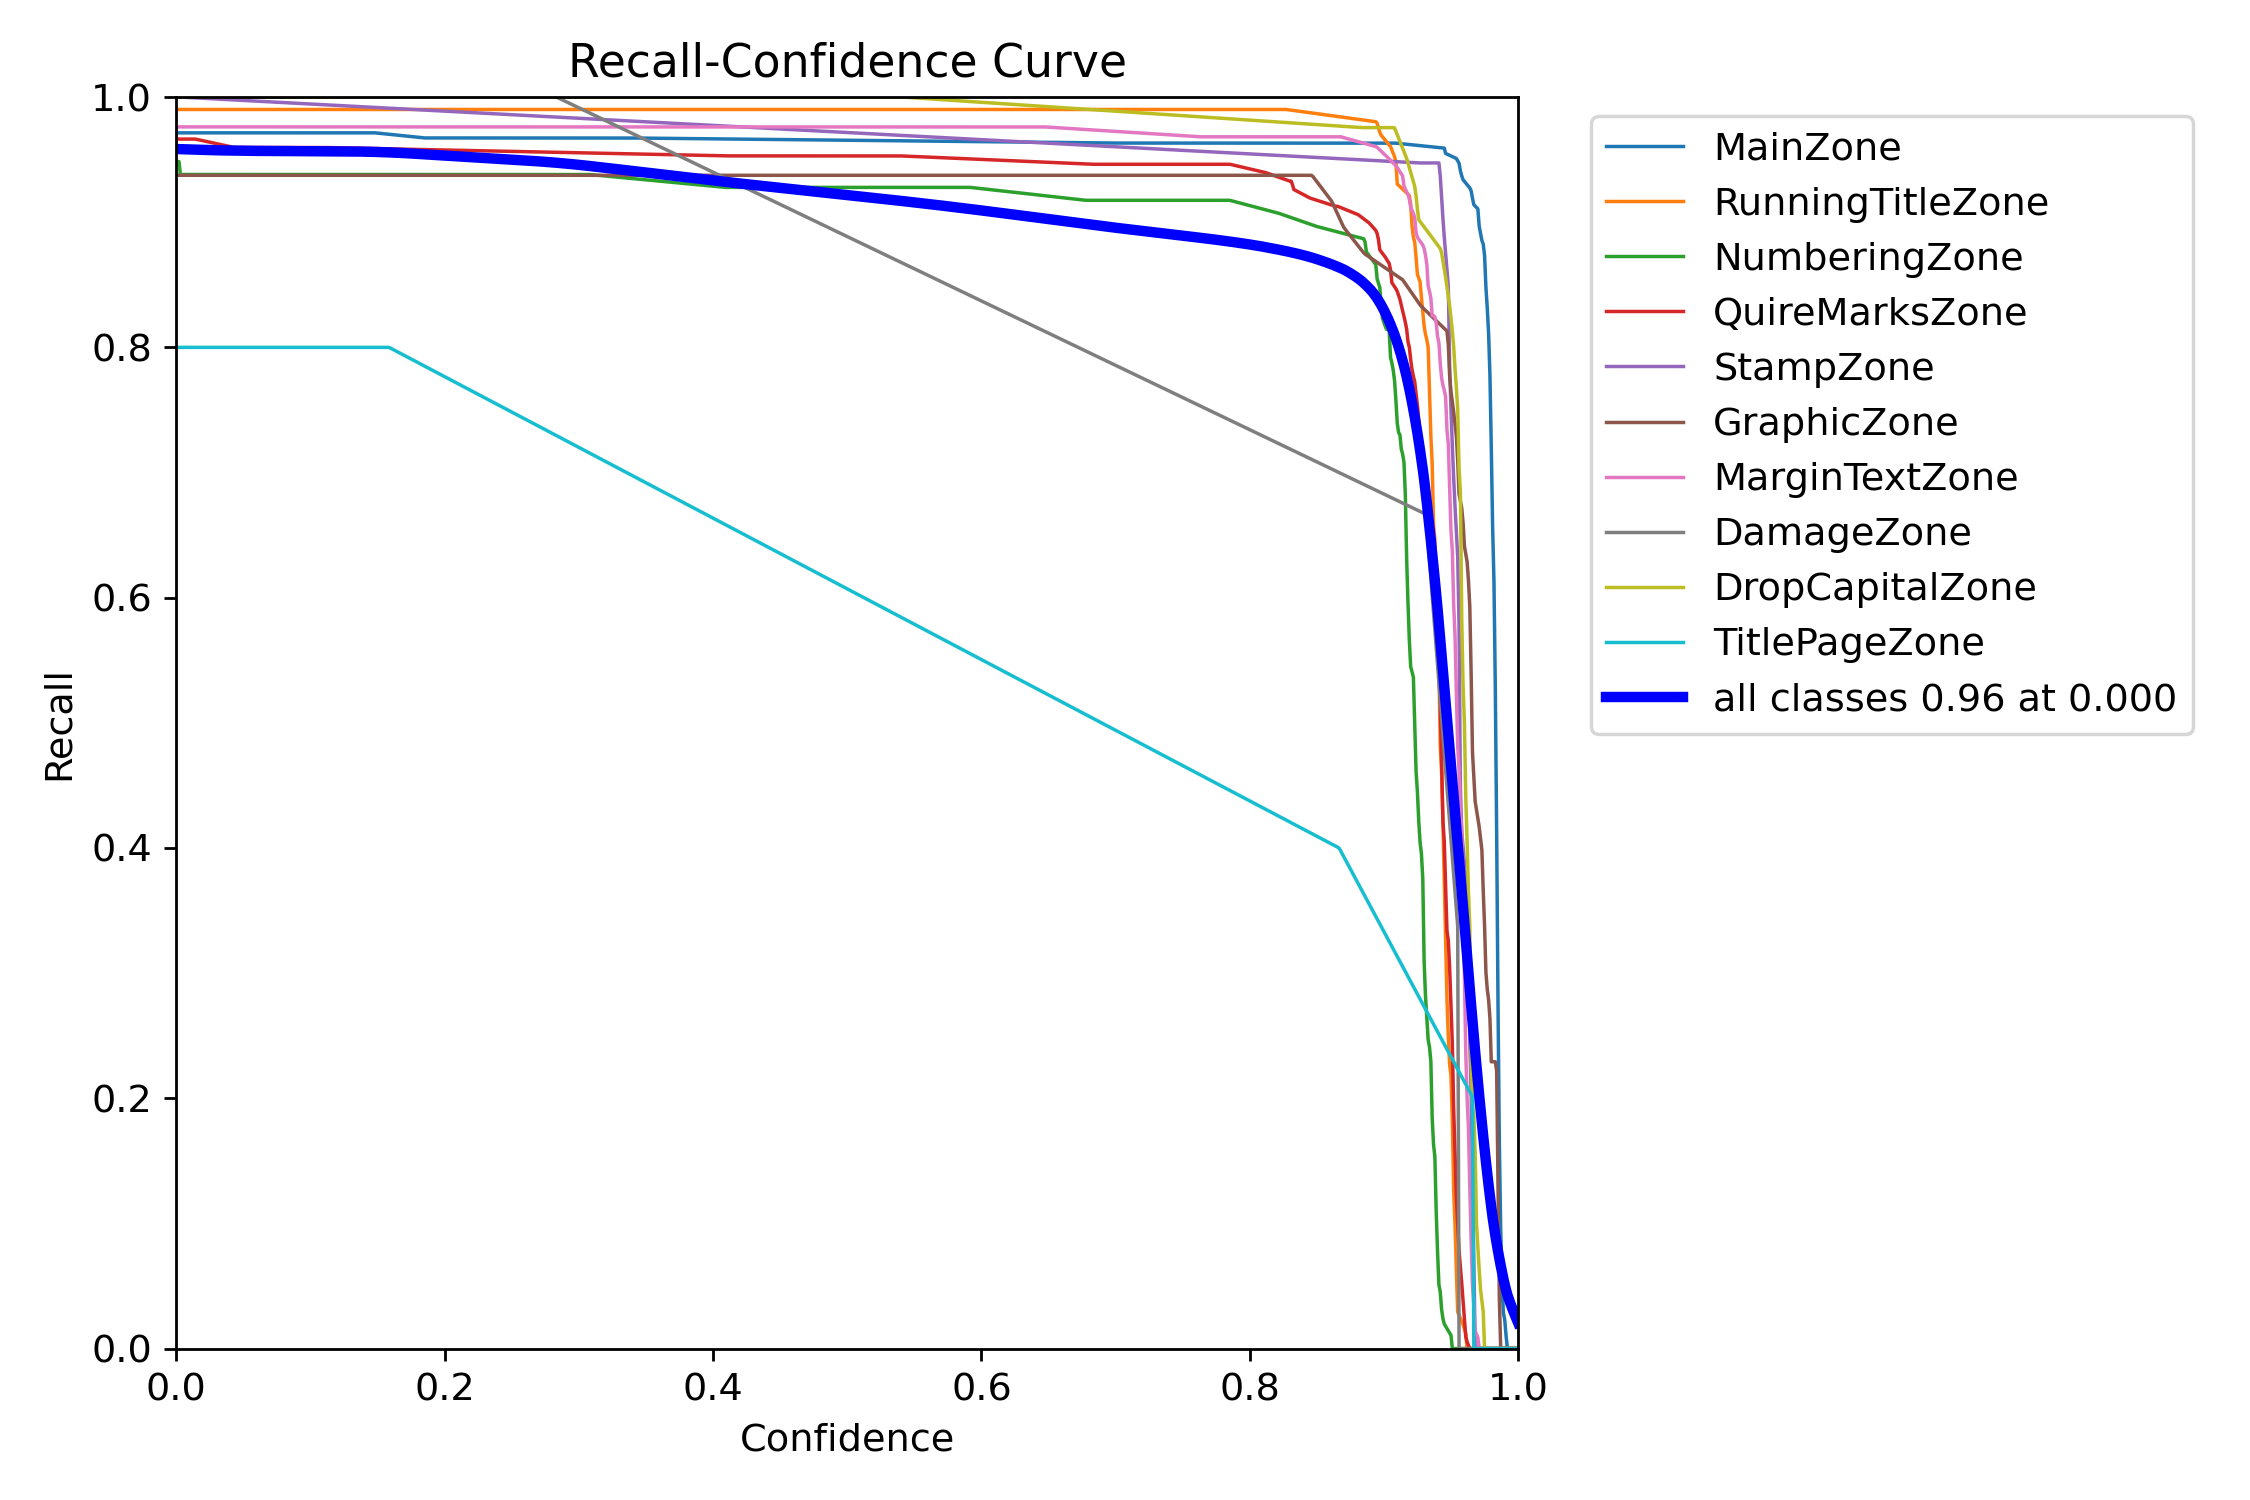 Recall-Confidence Curve
1.0
0.8
0.6
0.4
0.2
0.0
Recall
0.0 0.2 0.4 0.6 0.8 1.0
Confidence
MainZone
RunningTitleZone
NumberingZone
QuireMarksZone
StampZone
GraphicZone
MarginTextZone
DamageZone
DropCapitalZone
TitlePageZone
all classes 0.96 at 0.000